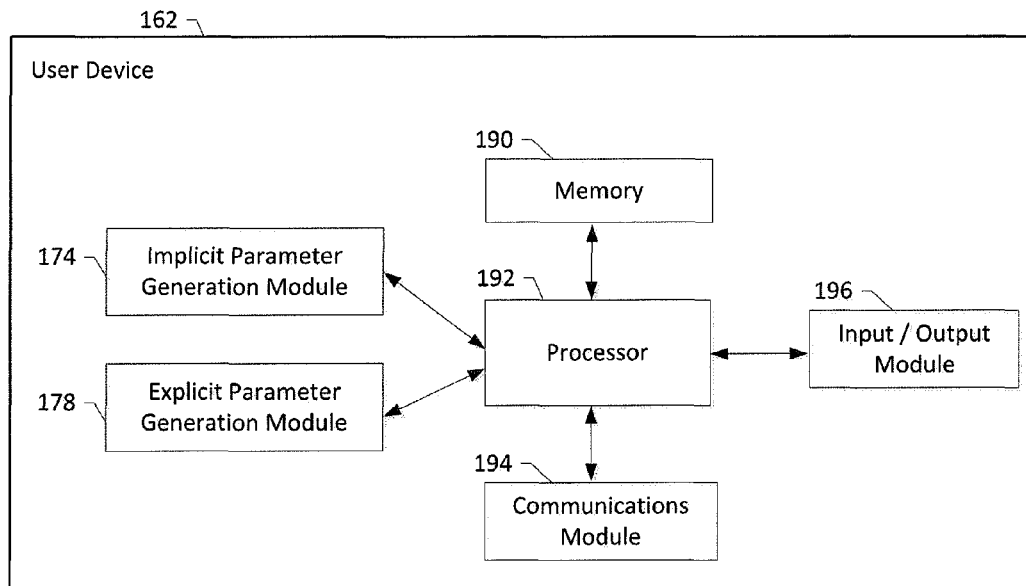 162
User Device
190
Memory
174
Implicit Parameter
Generation Module
192
Processor
196
Input / Output
Module
178
Explicit Parameter
Generation Module
194
Communications
Module